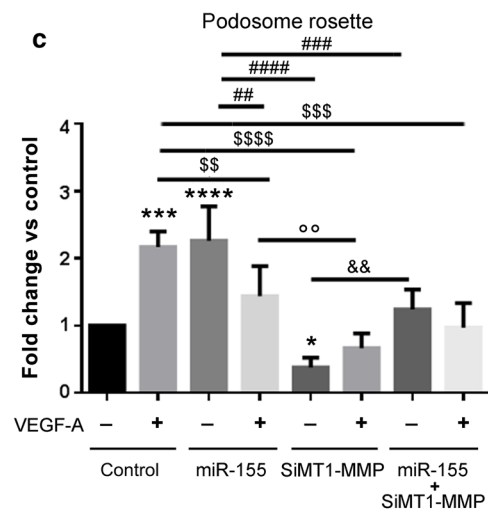 c
Podosome rosette
###
####
##
$$$
$$$$
$$
***
****
°°
&&
*
Fold change vs control
4
3
2
1
0
VEGF-A – + – + – + – +
Control miR-155 SiMT1-MMP miR-155
+
SiMT1-MMP